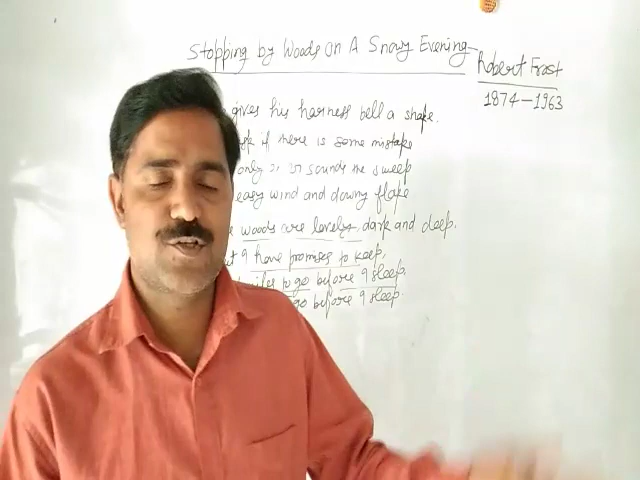 Stopping by Woods On A Snowy Evening -
Robert Frost
1874-1963
gives his harness bell a shake.
if there is some mistake
only sounds the sweep
easy wind and downy flake
woods are lovely, dark and deep.
I have promises to keep,
miles to go before I sleep,
go before I sleep